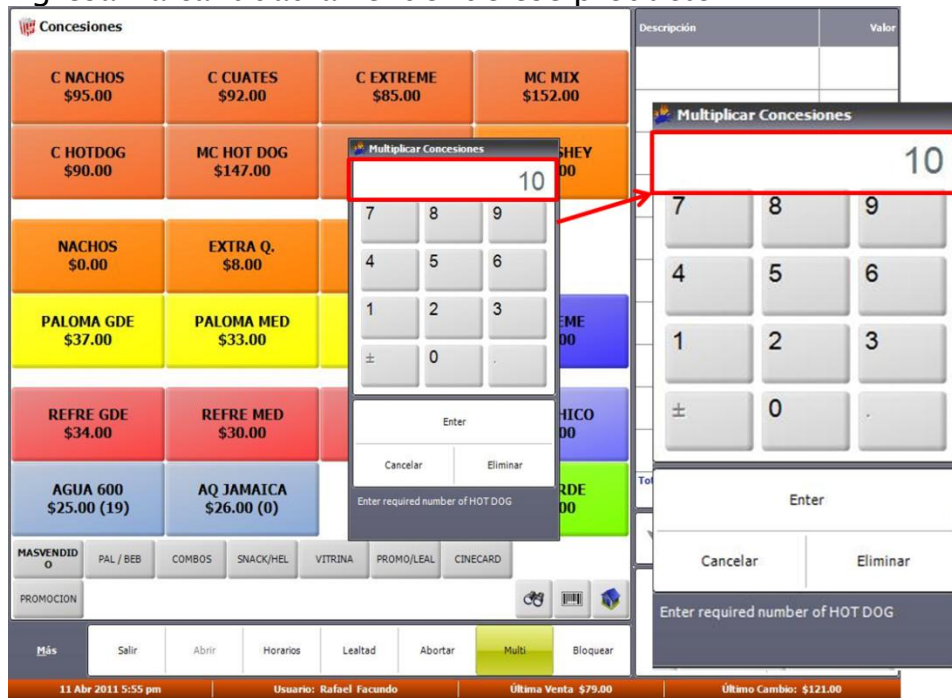 Concesiones
Descripción Valor
C NACHOS
$95.00
C CUATES
$92.00
C EXTREME
$85.00
MC MIX
$152.00
C HOTDOG
$90.00
MC HOT DOG
$147.00
NACHOS
$0.00
EXTRA Q.
$8.00
PALOMA GDE
$37.00
PALOMA MED
$33.00
REFRE GDE
$34.00
REFRE MED
$30.00
AGUA 600
$25.00 (19)
AQ JAMAICA
$26.00 (0)
Multiplicar Concesiones
10
7 8 9
4 5 6
1 2 3
± 0 .
Enter
Cancelar Eliminar
Enter required number of HOT DOG
Multiplicar Concesiones
10
7 8 9
4 5 6
1 2 3
± 0 .
Enter
Cancelar Eliminar
Enter required number of HOT DOG
MASVENDIDO PAL / BEB COMBOS SNACK/HEL VITRINA PROMO/LEAL CINECARD
PROMOCION
Más Salir Abrir Horarios Lealtad Abortar Multi Bloquear
11 Abr 2011 5:55 pm Usuario: Rafael Facundo Última Venta $79.00 Último Cambio: $121.00